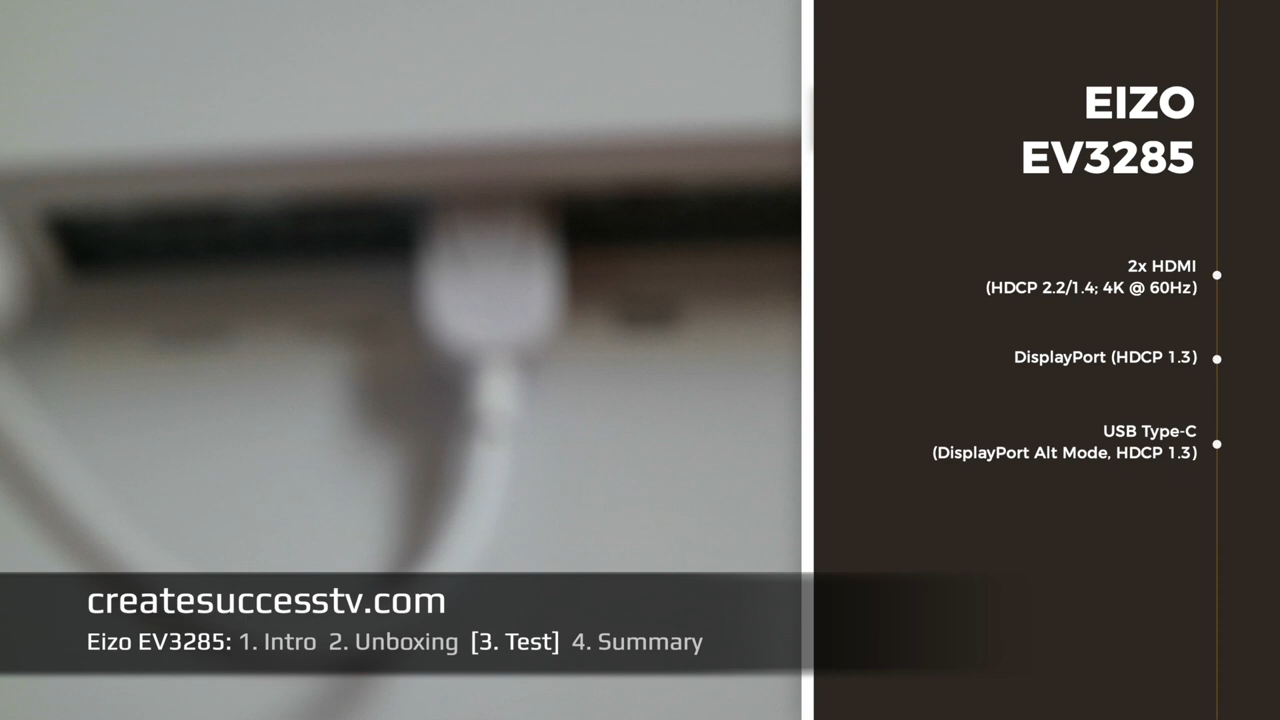 EIZO
EV3285
2x HDMI
(HDCP 2.2/1.4; 4K @ 60Hz)
DisplayPort (HDCP 1.3)
USB Type-C
(DisplayPort Alt Mode, HDCP 1.3)
createsuccesstv.com
Eizo EV3285: 1. Intro 2. Unboxing [3. Test] 4. Summary